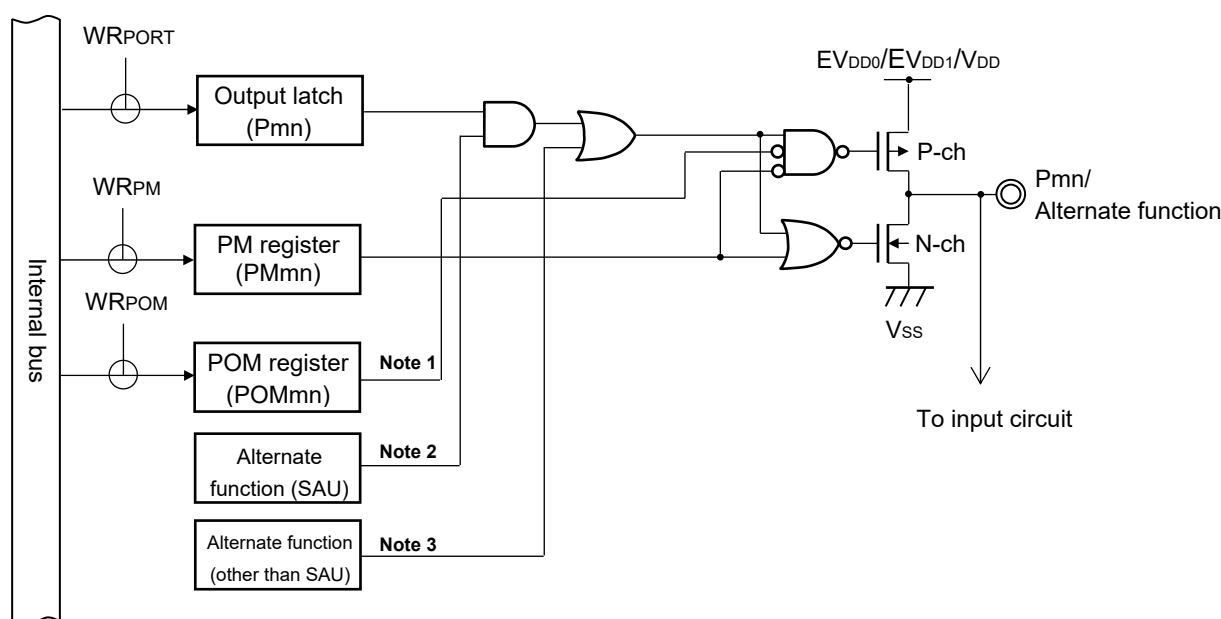 WRPORT
Output latch
(Pmn)
EVDD0/EVDD1/VDD
P-ch
Pmn/
Alternate function
WRPM
PM register
(PMmn)
N-ch
VSS
Internal bus
WRPOM
POM register
(POMmn)
Note 1
To input circuit
Alternate
function (SAU)
Note 2
Alternate function
(other than SAU)
Note 3